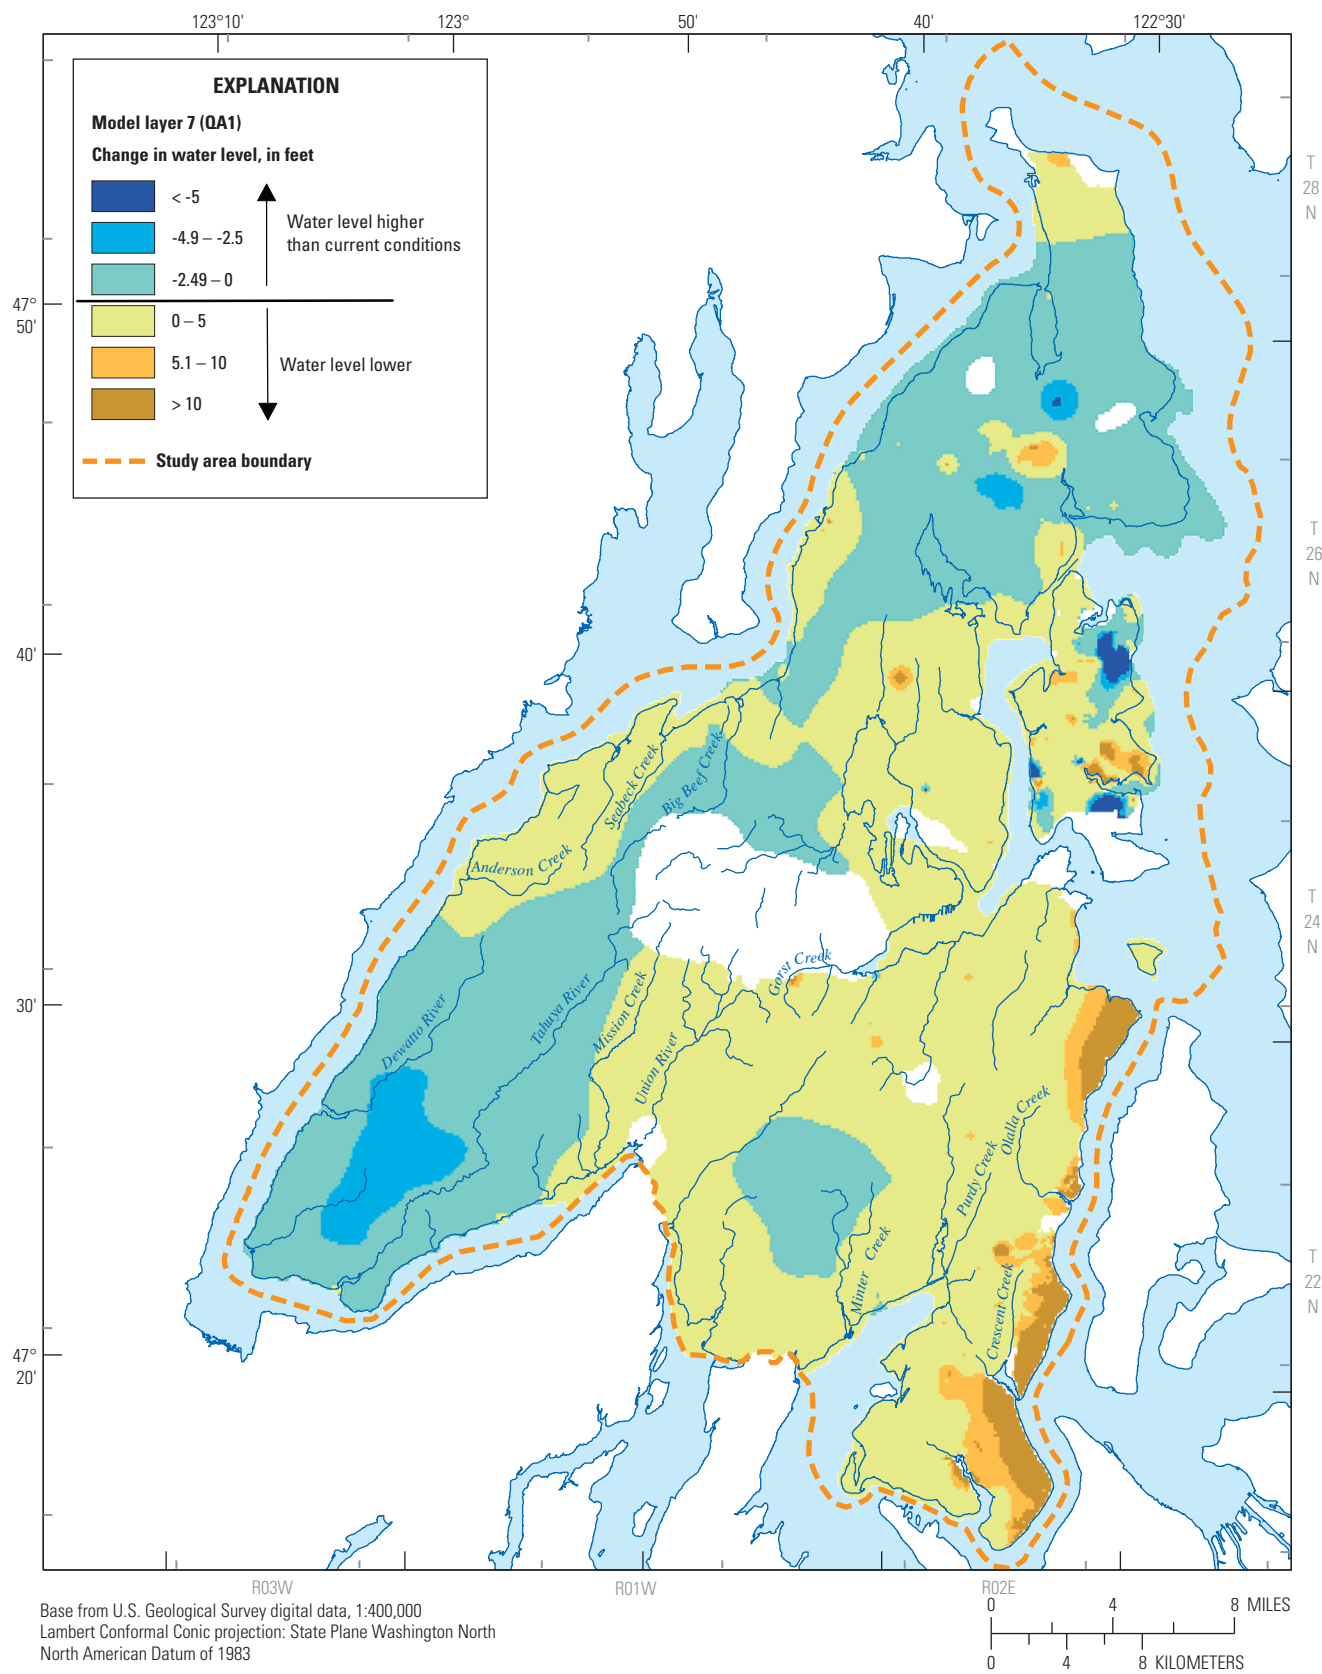 123°10'
123°
50'
40'
122°30'
EXPLANATION
Model layer 7 (QA1)
Change in water level, in feet
< -5
-4.9 – -2.5
-2.49 – 0
Water level higher
than current conditions
0 – 5
5.1 – 10
> 10
Water level lower
Study area boundary
T
28
N
47°
50'
T
26
N
40'
Seabeck Creek
Big Beef Creek
Anderson Creek
T
24
N
Gorst Creek
30'
Dewatto River
Tahuya River
Mission Creek
Union River
Olalla Creek
Purdy Creek
Minter Creek
Crescent Creek
T
22
N
47°
20'
R03W
R01W
R02E
0 4 8 MILES
0 4 8 KILOMETERS
Base from U.S. Geological Survey digital data, 1:400,000
Lambert Conformal Conic projection: State Plane Washington North
North American Datum of 1983